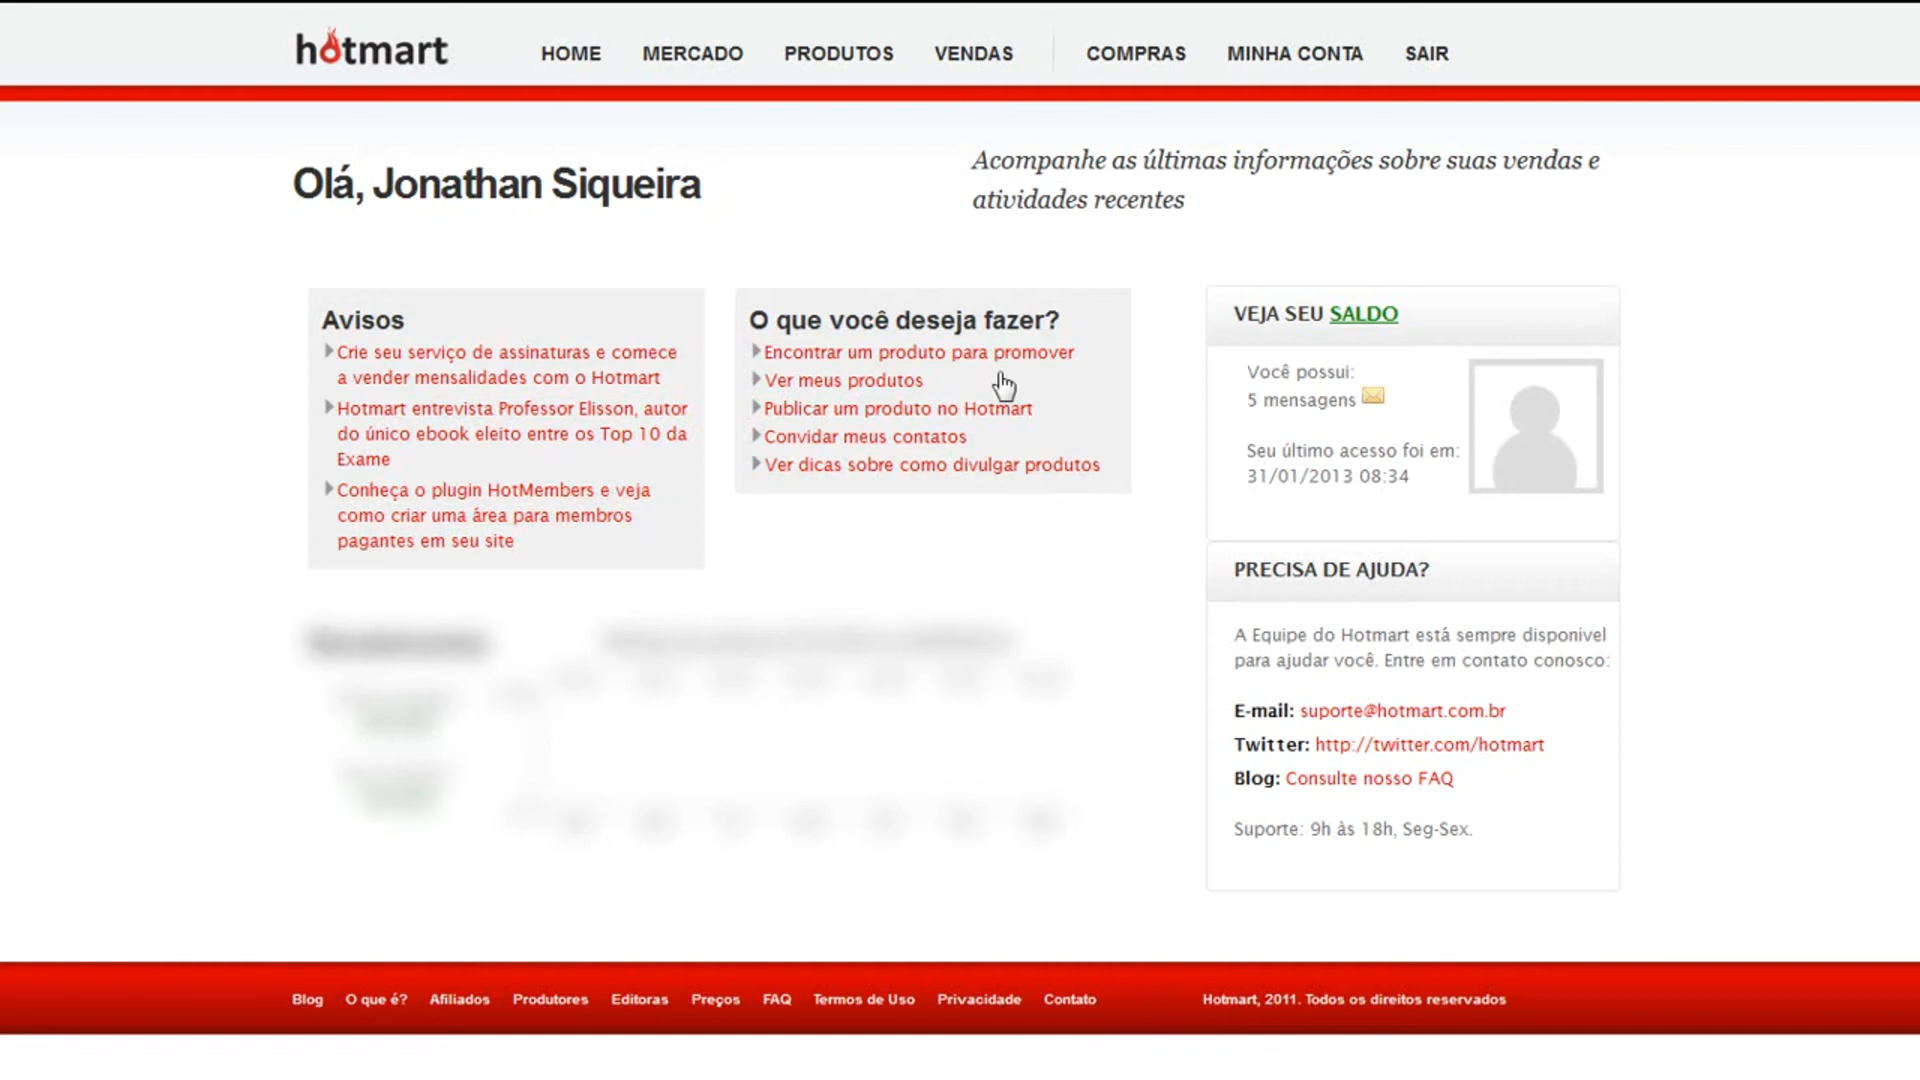 hotmart
HOME MERCADO PRODUTOS VENDAS COMPRAS MINHA CONTA SAIR
Olá, Jonathan Siqueira
Acompanhe as últimas informações sobre suas vendas e
atividades recentes
Avisos
Crie seu serviço de assinaturas e comece
a vender mensalidades com o Hotmart
Hotmart entrevista Professor Elisson, autor
do único ebook eleito entre os Top 10 da
Exame
Conheça o plugin HotMembers e veja
como criar uma área para membros
pagantes em seu site
O que você deseja fazer?
Encontrar um produto para promover
Ver meus produtos
Publicar um produto no Hotmart
Convidar meus contatos
Ver dicas sobre como divulgar produtos
VEJA SEU SALDO
Você possui:
5 mensagens
Seu último acesso foi em:
31/01/2013 08:34
PRECISA DE AJUDA?
A Equipe do Hotmart está sempre disponível
para ajudar você. Entre em contato conosco:
E-mail: suporte@hotmart.com.br
Twitter: http://twitter.com/hotmart
Blog: Consulte nosso FAQ
Suporte: 9h às 18h, Seg-Sex.
Blog O que é? Afiliados Produtores Editoras Preços FAQ Termos de Uso Privacidade Contato Hotmart, 2011. Todos os direitos reservados